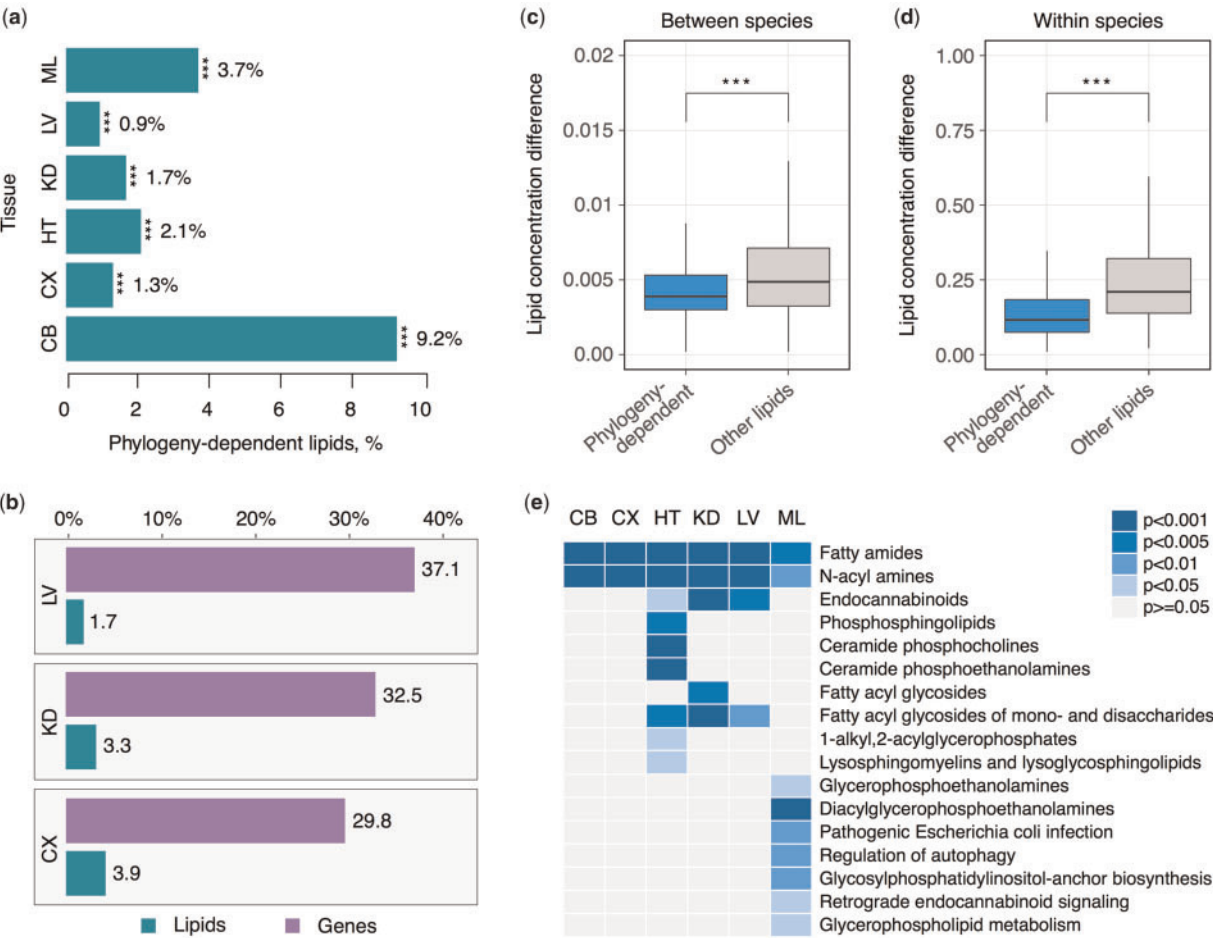 (a)
Tissue
ML
*** 3.7%
LV
*** 0.9%
KD
*** 1.7%
HT
*** 2.1%
CX
*** 1.3%
CB
*** 9.2%
0 2 4 6 8 10
Phylogeny-dependent lipids, %
(b)
0% 10% 20% 30% 40%
LV
37.1
1.7
KD
32.5
3.3
CX
29.8
3.9
Lipids Genes
(c)
Between species
Lipid concentration difference
0.02
0.015
0.01
0.005
0.00
***
Phylogeny-
dependent
Other lipids
(d)
Within species
Lipid concentration difference
1.00
0.75
0.50
0.25
0.00
***
Phylogeny-
dependent
Other lipids
(e)
CB CX HT KD LV ML
Fatty amides
N-acyl amines
Endocannabinoids
Phosphosphingolipids
Ceramide phosphocholines
Ceramide phosphoethanolamines
Fatty acyl glycosides
Fatty acyl glycosides of mono- and disaccharides
1-alkyl,2-acylglycerophosphates
Lysosphingomyelins and lysoglycosphingolipids
Glycerophosphoethanolamines
Diacylglycerophosphoethanolamines
Pathogenic Escherichia coli infection
Regulation of autophagy
Glycosylphosphatidylinositol-anchor biosynthesis
Retrograde endocannabinoid signaling
Glycerophospholipid metabolism
p<0.001
p<0.005
p<0.01
p<0.05
p>=0.05